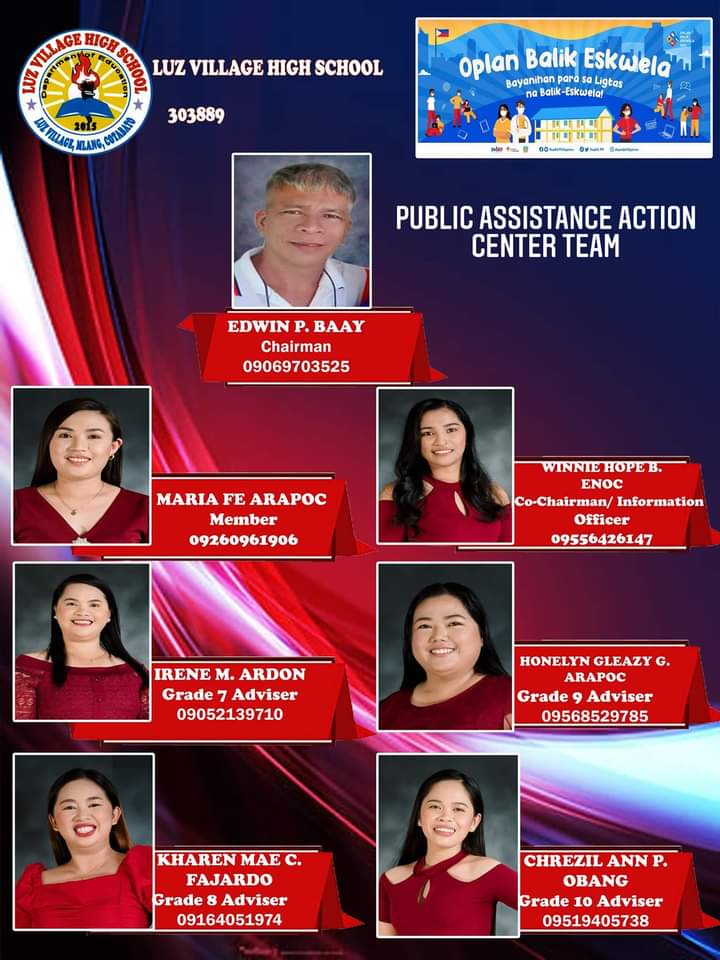 LUZ VILLAGE HIGH SCHOOL
Department of Education
2015
LUZ VILLAGE, MLANG, COTABATO
LUZ VILLAGE HIGH SCHOOL
303889
Oplan Balik Eskwela
Bayanihan para sa Ligtas
na Balik-Eskwela!
PUBLIC ASSISTANCE ACTION
CENTER TEAM
EDWIN P. BAAY
Chairman
09069703525
MARIA FE ARAPOC
Member
09260961906
WINNIE HOPE B.
ENOC
Co-Chairman/ Information
Officer
09556426147
IRENE M. ARDON
Grade 7 Adviser
09052139710
HONELYN GLEAZY G.
ARAPOC
Grade 9 Adviser
09568529785
KHAREN MAE C.
FAJARDO
Grade 8 Adviser
09164051974
CHREZIL ANN P.
OBANG
Grade 10 Adviser
09519405738